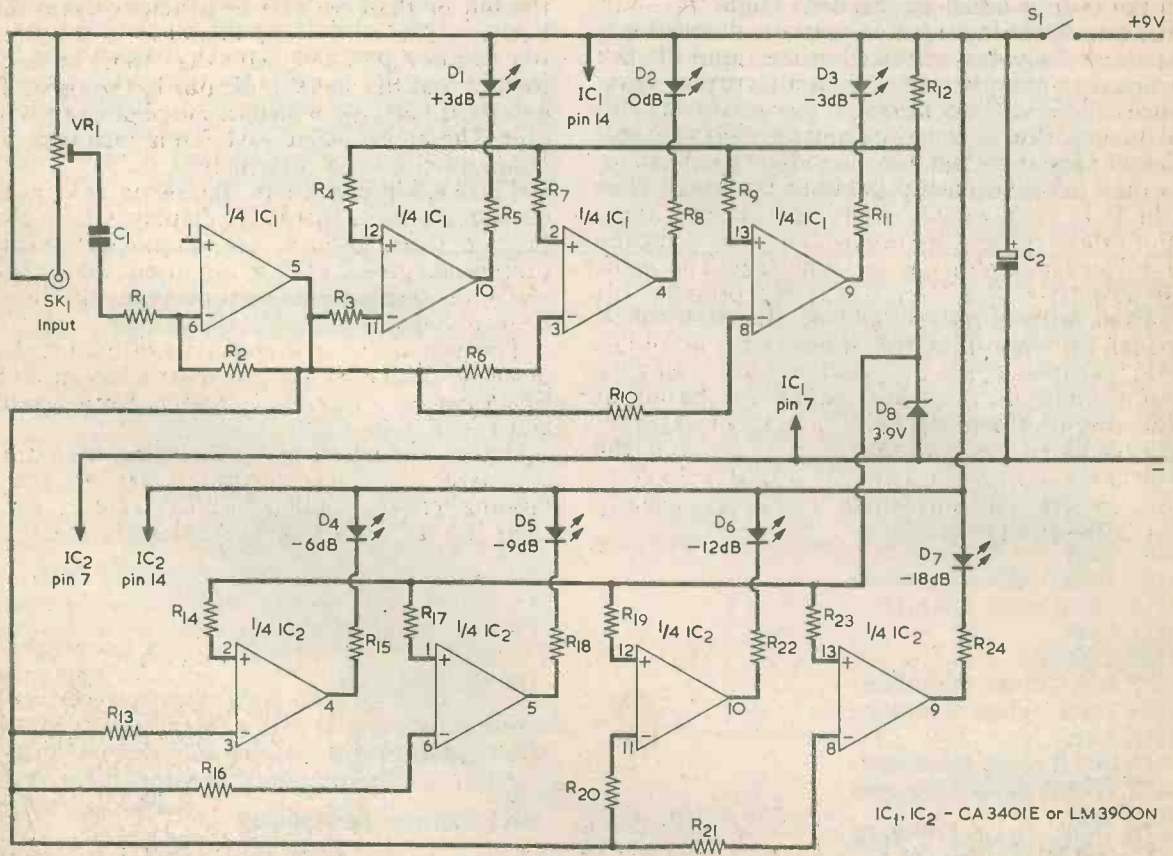 S1
+9V
D1
+3dB
IC1
pin 14
D2
0dB
D3
-3dB
R12
VR1
C1
SK1
Input
R1
R2
1/4 IC1
1
+
6
-
5
R3
R4
1/4 IC1
12
+
11
-
10
R5
R6
R7
1/4 IC1
2
+
3
-
4
R8
R9
1/4 IC1
13
+
8
-
9
R10
R11
+
C2
IC1
pin 7
D8
3·9V
-
IC2
pin 7
IC2
pin 14
D4
-6dB
D5
-9dB
D6
-12dB
D7
-18dB
R14
1/4 IC2
2
+
3
-
4
R15
R13
R17
1/4 IC2
1
+
6
-
5
R18
R16
R19
1/4 IC2
12
+
11
-
10
R22
R20
R23
1/4 IC2
13
+
8
-
9
R24
R21
IC1, IC2 - CA3401E or LM3900N